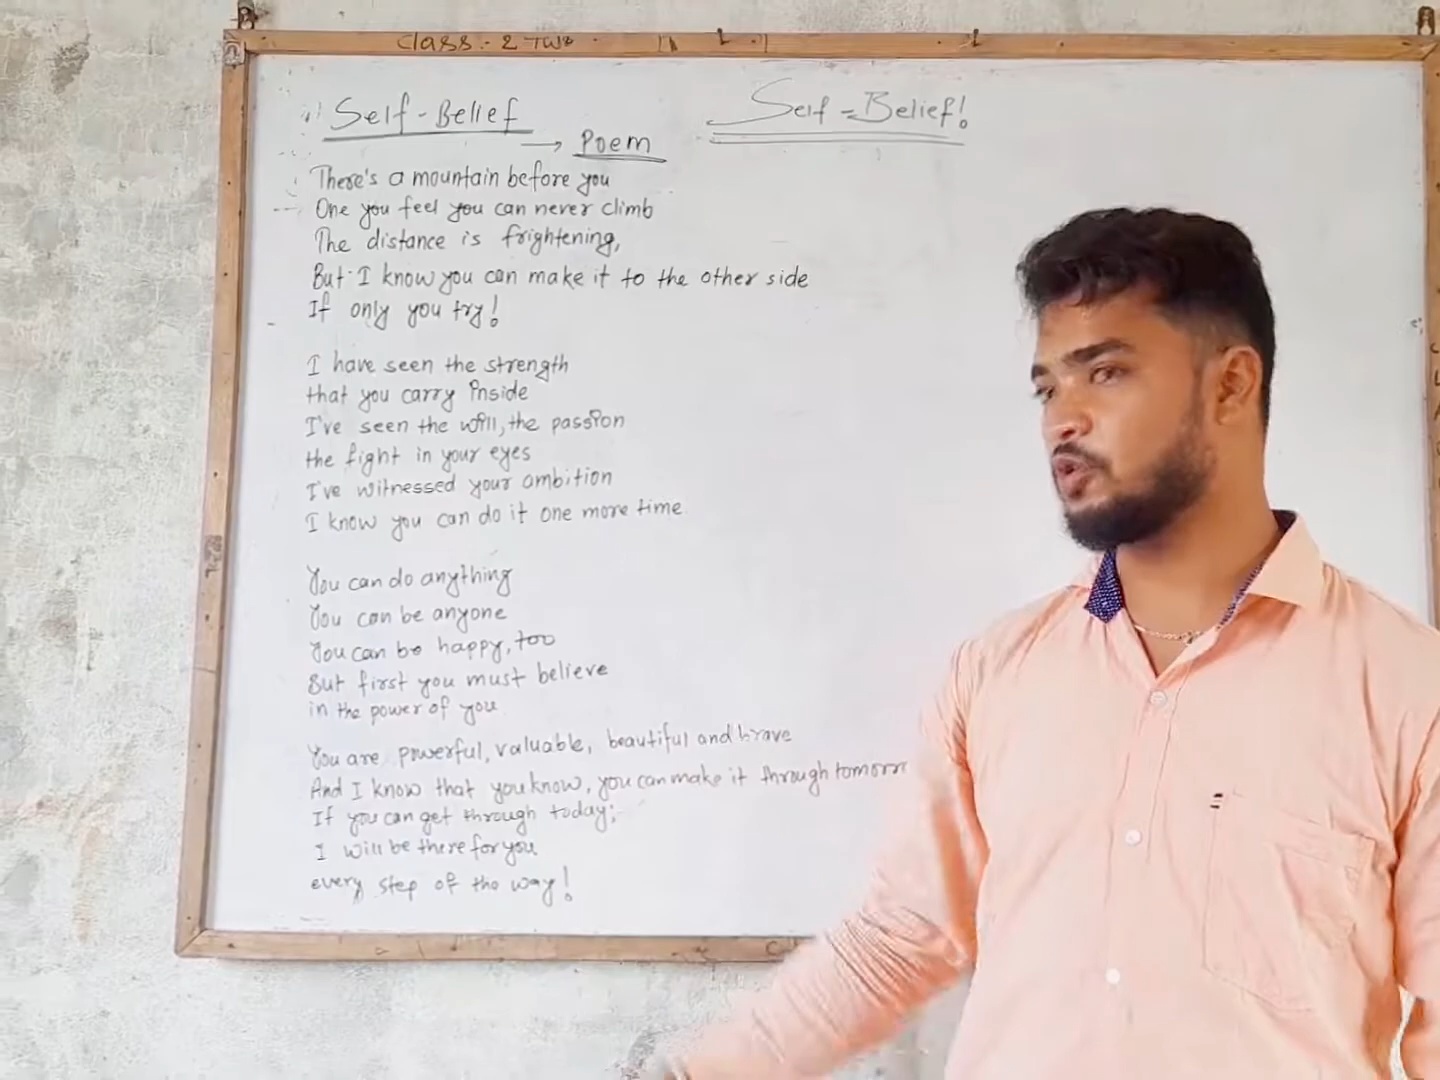 Class :- 2 Two
Self-Belief
Self = Belief!
→ Poem
There's a mountain before you
One you feel you can never climb
The distance is frightening,
But I know you can make it to the other side
If only you try!
I have seen the strength
that you carry inside
I've seen the will, the passion
the fight in your eyes
I've witnessed your ambition
I know you can do it one more time.
You can do anything
You can be anyone
You can be happy, too
But first you must believe
in the power of you
You are powerful, valuable, beautiful and brave
And I know that you know, you can make it through tomorr
If you can get through today;
I will be there for you
every step of the way!